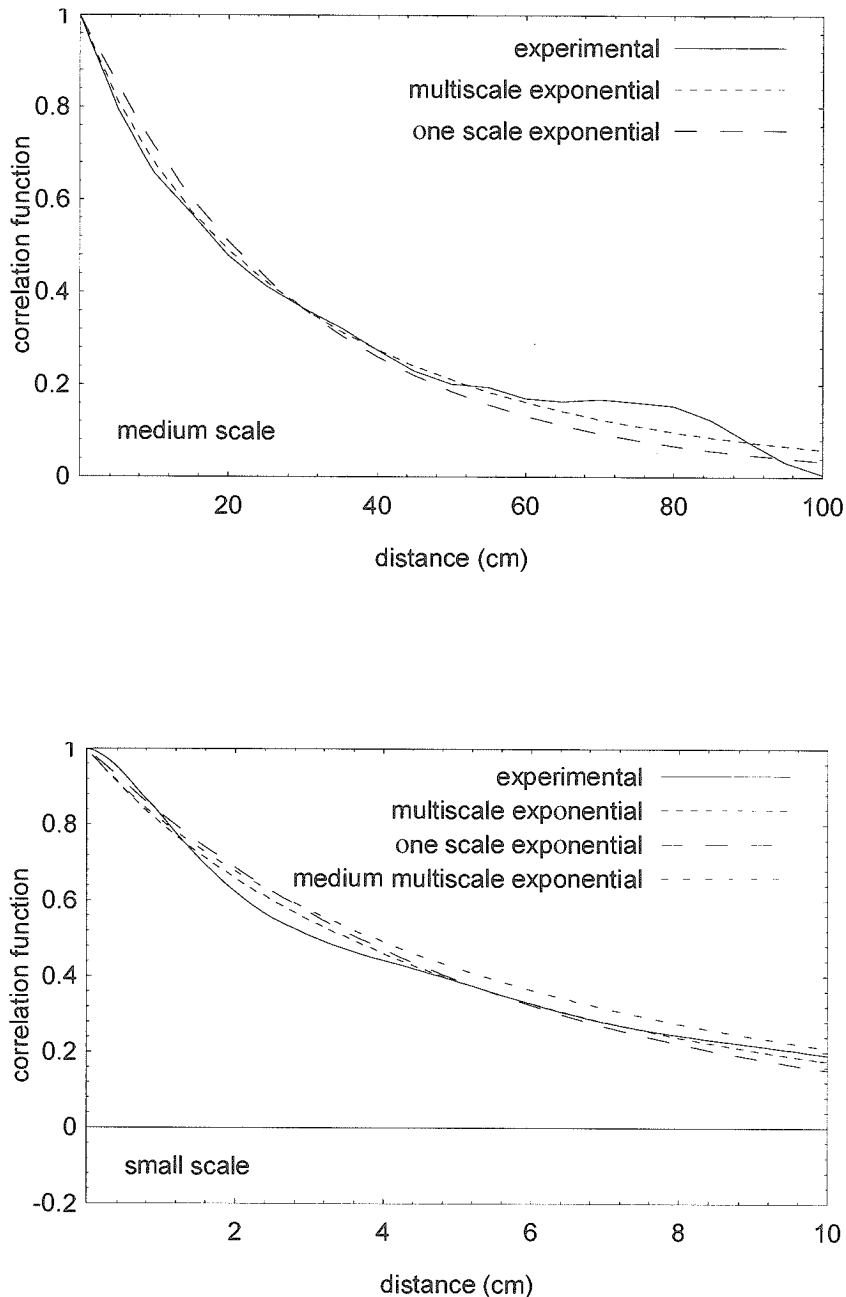 1
0.8
0.6
0.4
0.2
0
correlation function
experimental
multiscale exponential
one scale exponential
medium scale
20
40
60
80
100
distance (cm)
1
0.8
0.6
0.4
0.2
0
-0.2
correlation function
experimental
multiscale exponential
one scale exponential
medium multiscale exponential
small scale
2
4
6
8
10
distance (cm)